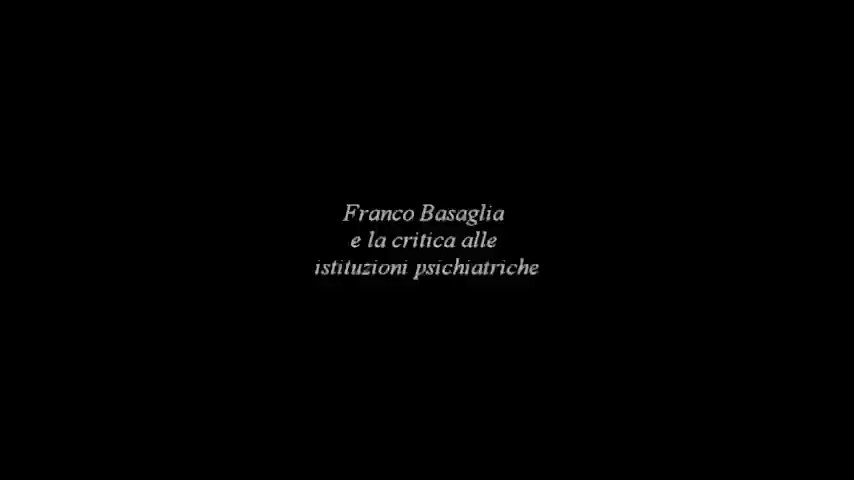 Franco Basaglia
e la critica alle
istituzioni psichiatriche